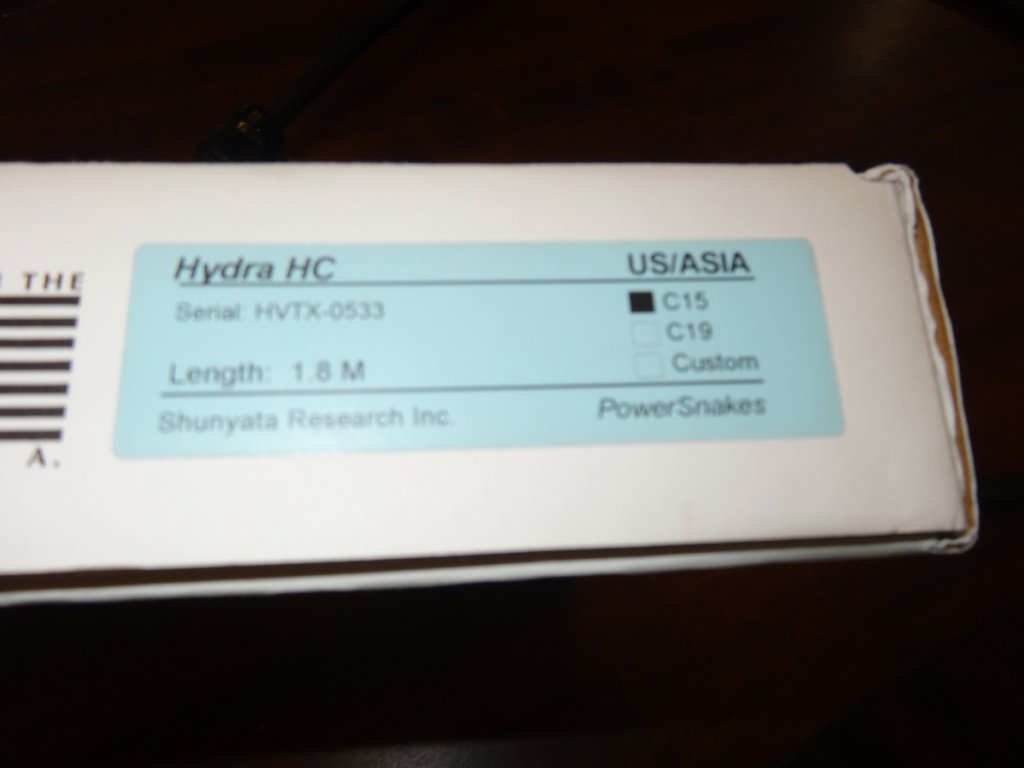 THE
A.
Hydra HC US/ASIA
Serial: HVTX-0533
C15
C19
Length: 1.8 M
Custom
Shunyata Research Inc. PowerSnakes